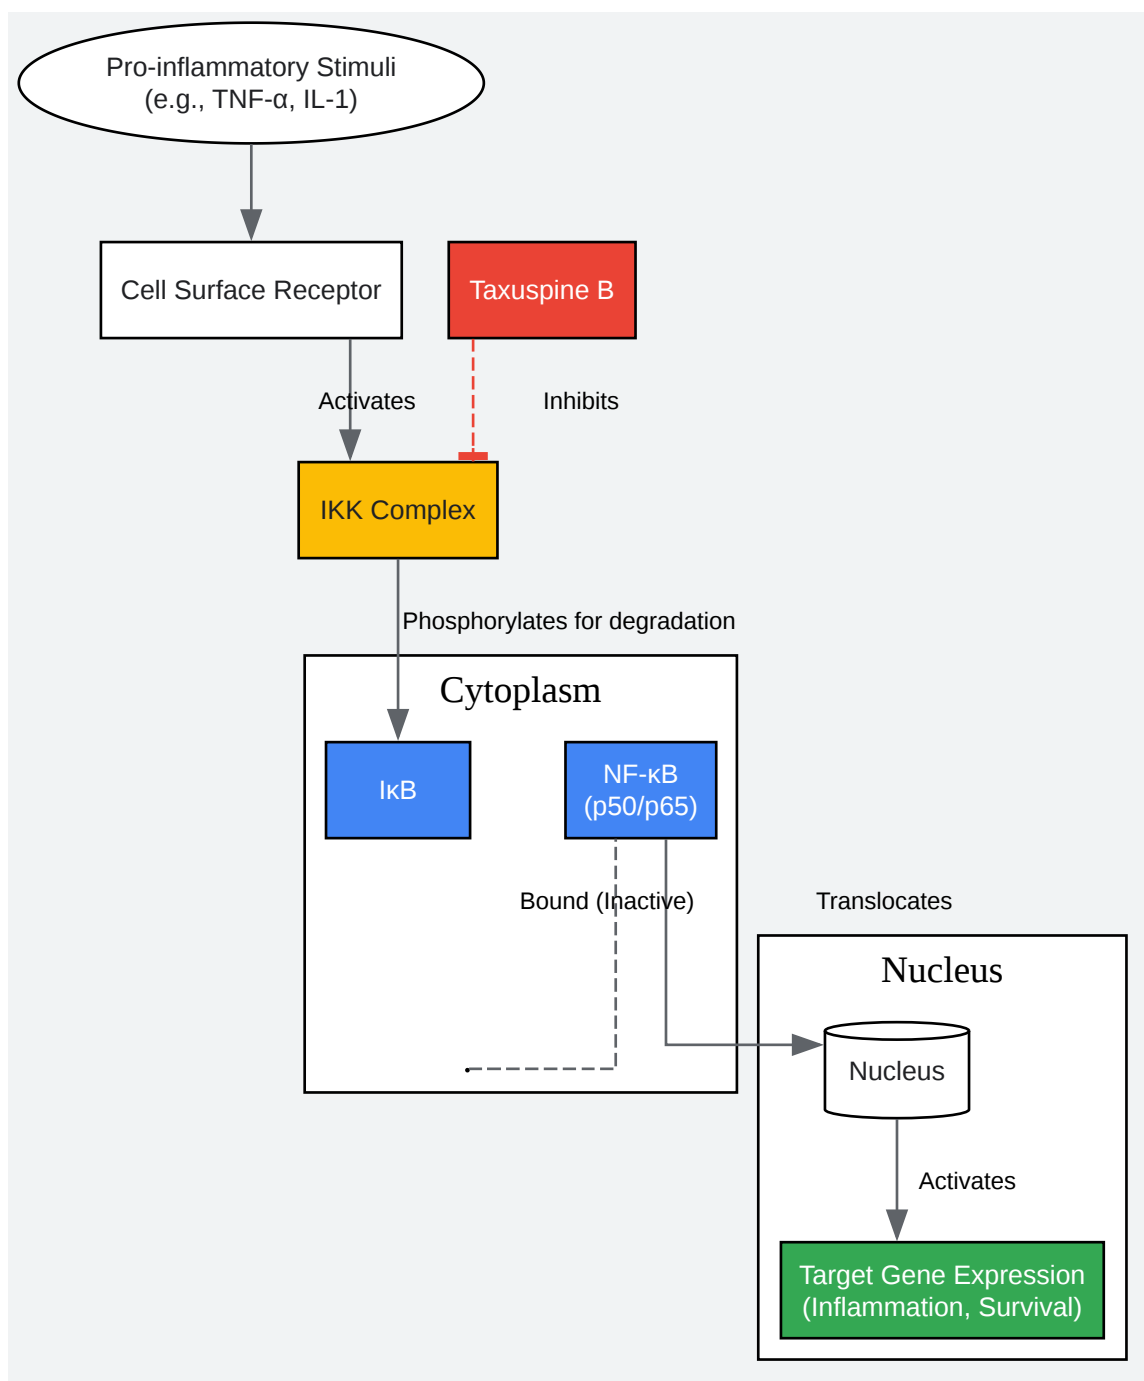 Pro-inflammatory Stimuli
(e.g., TNF-α, IL-1)
Cell Surface Receptor
Taxuspine B
Activates
Inhibits
IKK Complex
Phosphorylates for degradation
Cytoplasm
IκB
NF-κB
(p50/p65)
Bound (Inactive)
Translocates
Nucleus
Nucleus
Activates
Target Gene Expression
(Inflammation, Survival)